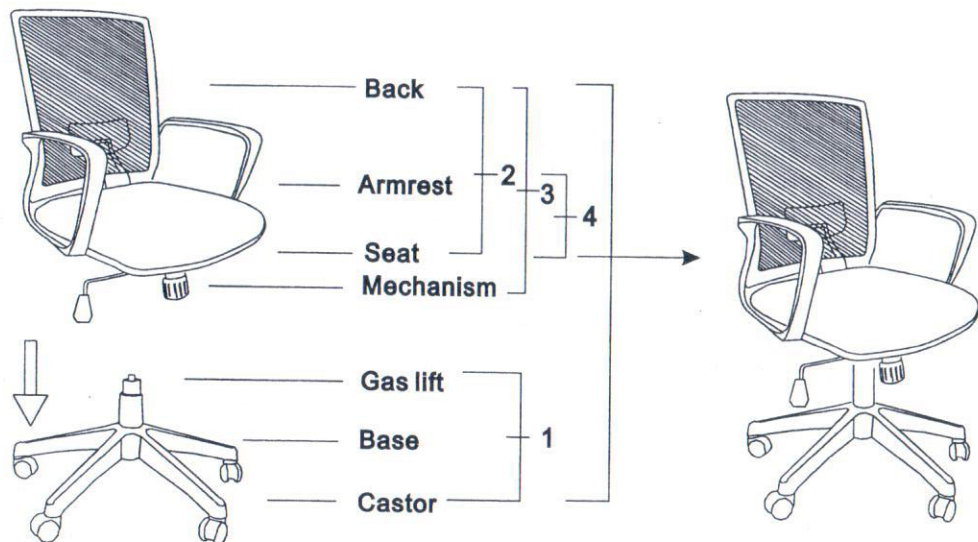 Back
Armrest
2
3
4
Seat
Mechanism
Gas lift
Base
1
Castor